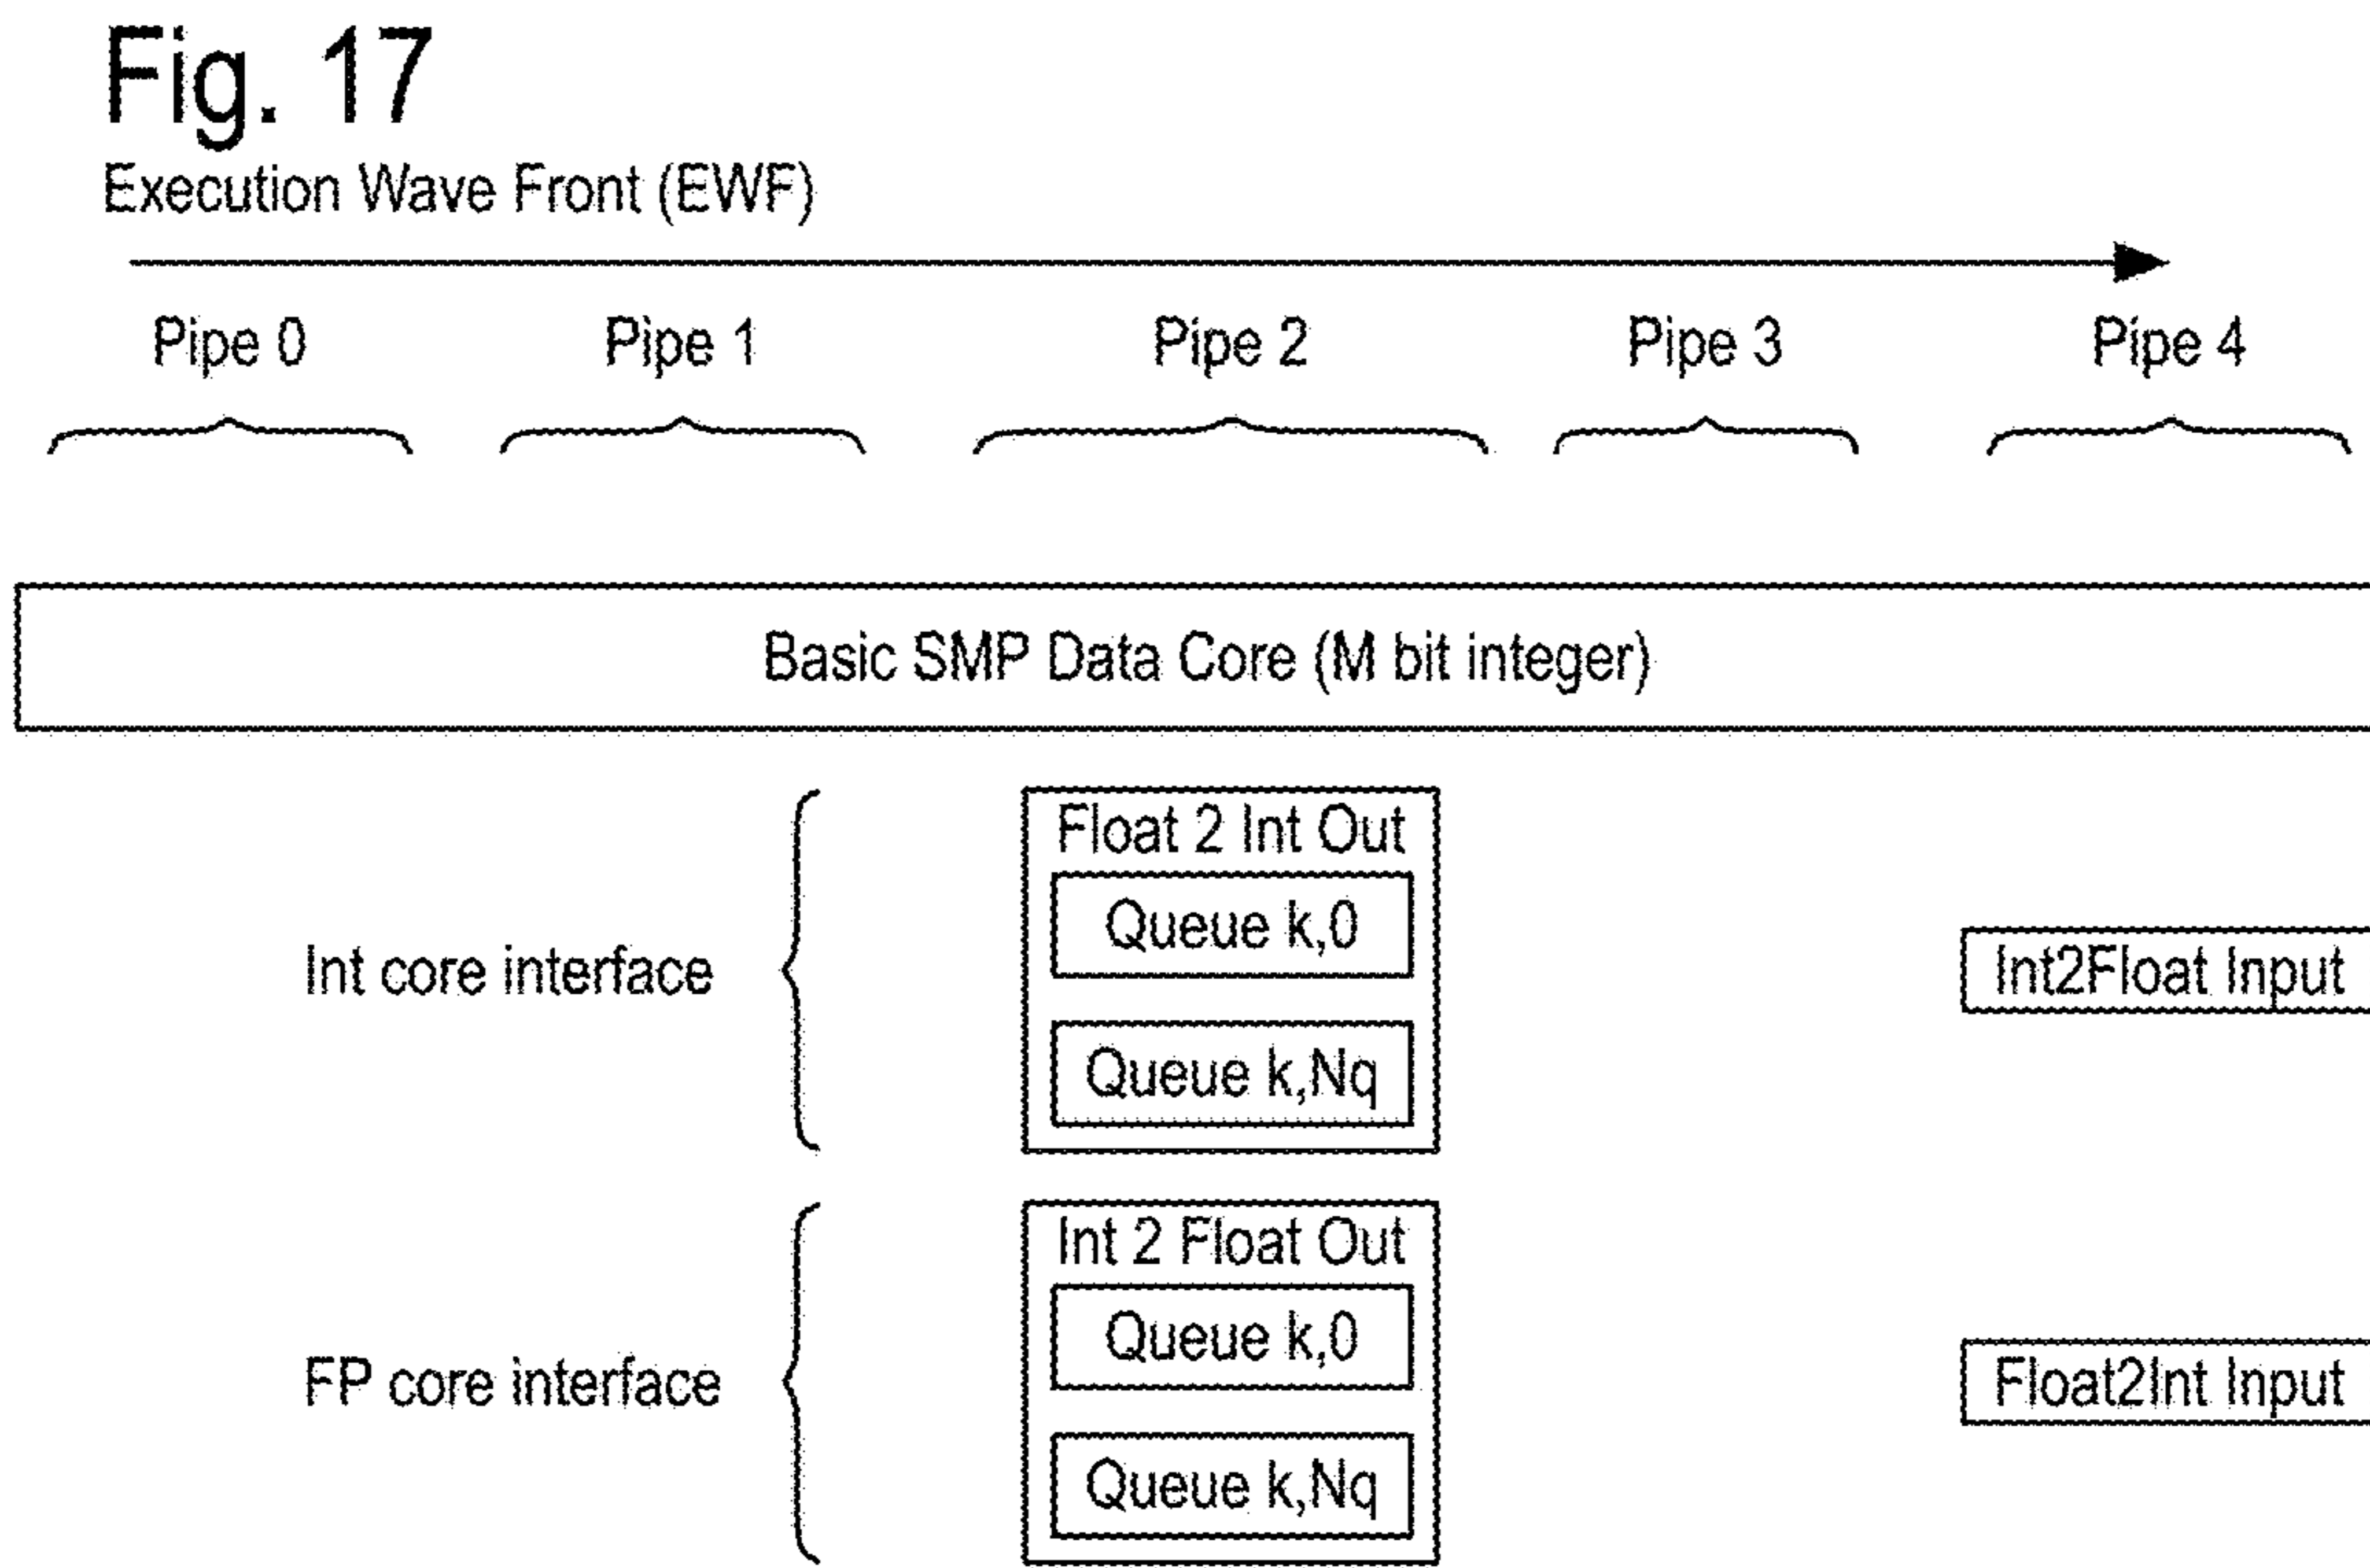 Fig. 17
Execution Wave Front (EWF)
Pipe 0 Pipe 1 Pipe 2 Pipe 3 Pipe 4
Basic SMP Data Core (M bit integer)
Float 2 Int Out
Queue k,0
Int core interface
Int2Float Input
Queue k,Nq
Int 2 Float Out
Queue k,0
FP core interface
Float2Int Input
Queue k,Nq